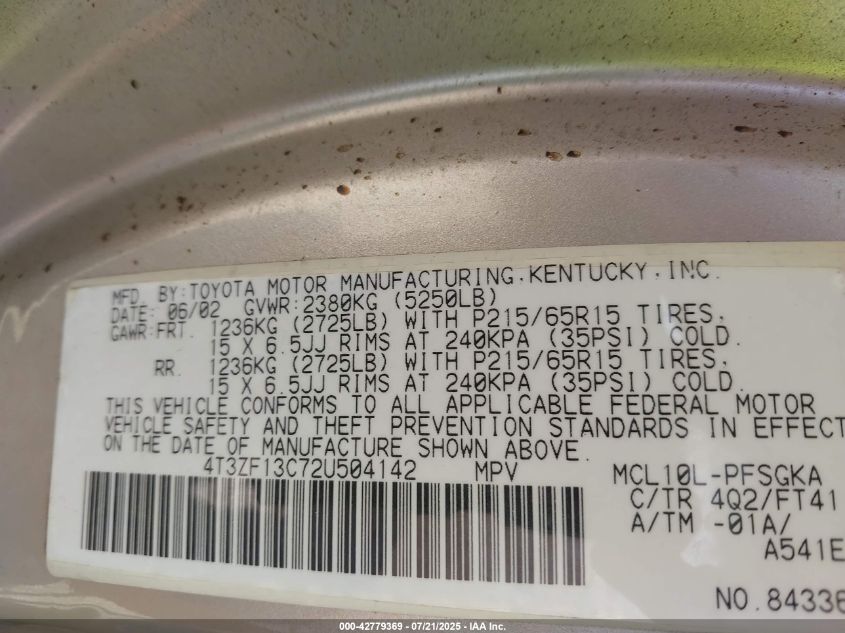 MFD. BY:TOYOTA MOTOR MANUFACTURING,KENTUCKY,INC.
DATE: 06/02 GVWR:2380KG (5250LB)
GAWR:FRT. 1236KG (2725LB) WITH P215/65R15 TIRES,
15 X 6.5JJ RIMS AT 240KPA (35PSI) COLD.
RR. 1236KG (2725LB) WITH P215/65R15 TIRES,
15 X 6.5JJ RIMS AT 240KPA (35PSI) COLD.
THIS VEHICLE CONFORMS TO ALL APPLICABLE FEDERAL MOTOR
VEHICLE SAFETY AND THEFT PREVENTION STANDARDS IN EFFECT
ON THE DATE OF MANUFACTURE SHOWN ABOVE.
4T3ZF13C72U504142 MPV MCL10L-PFSGKA
C/TR 4Q2/FT41
A/TM -01A/
A541E
NO.84336
000-42779369 - 07/21/2025 - IAA Inc.